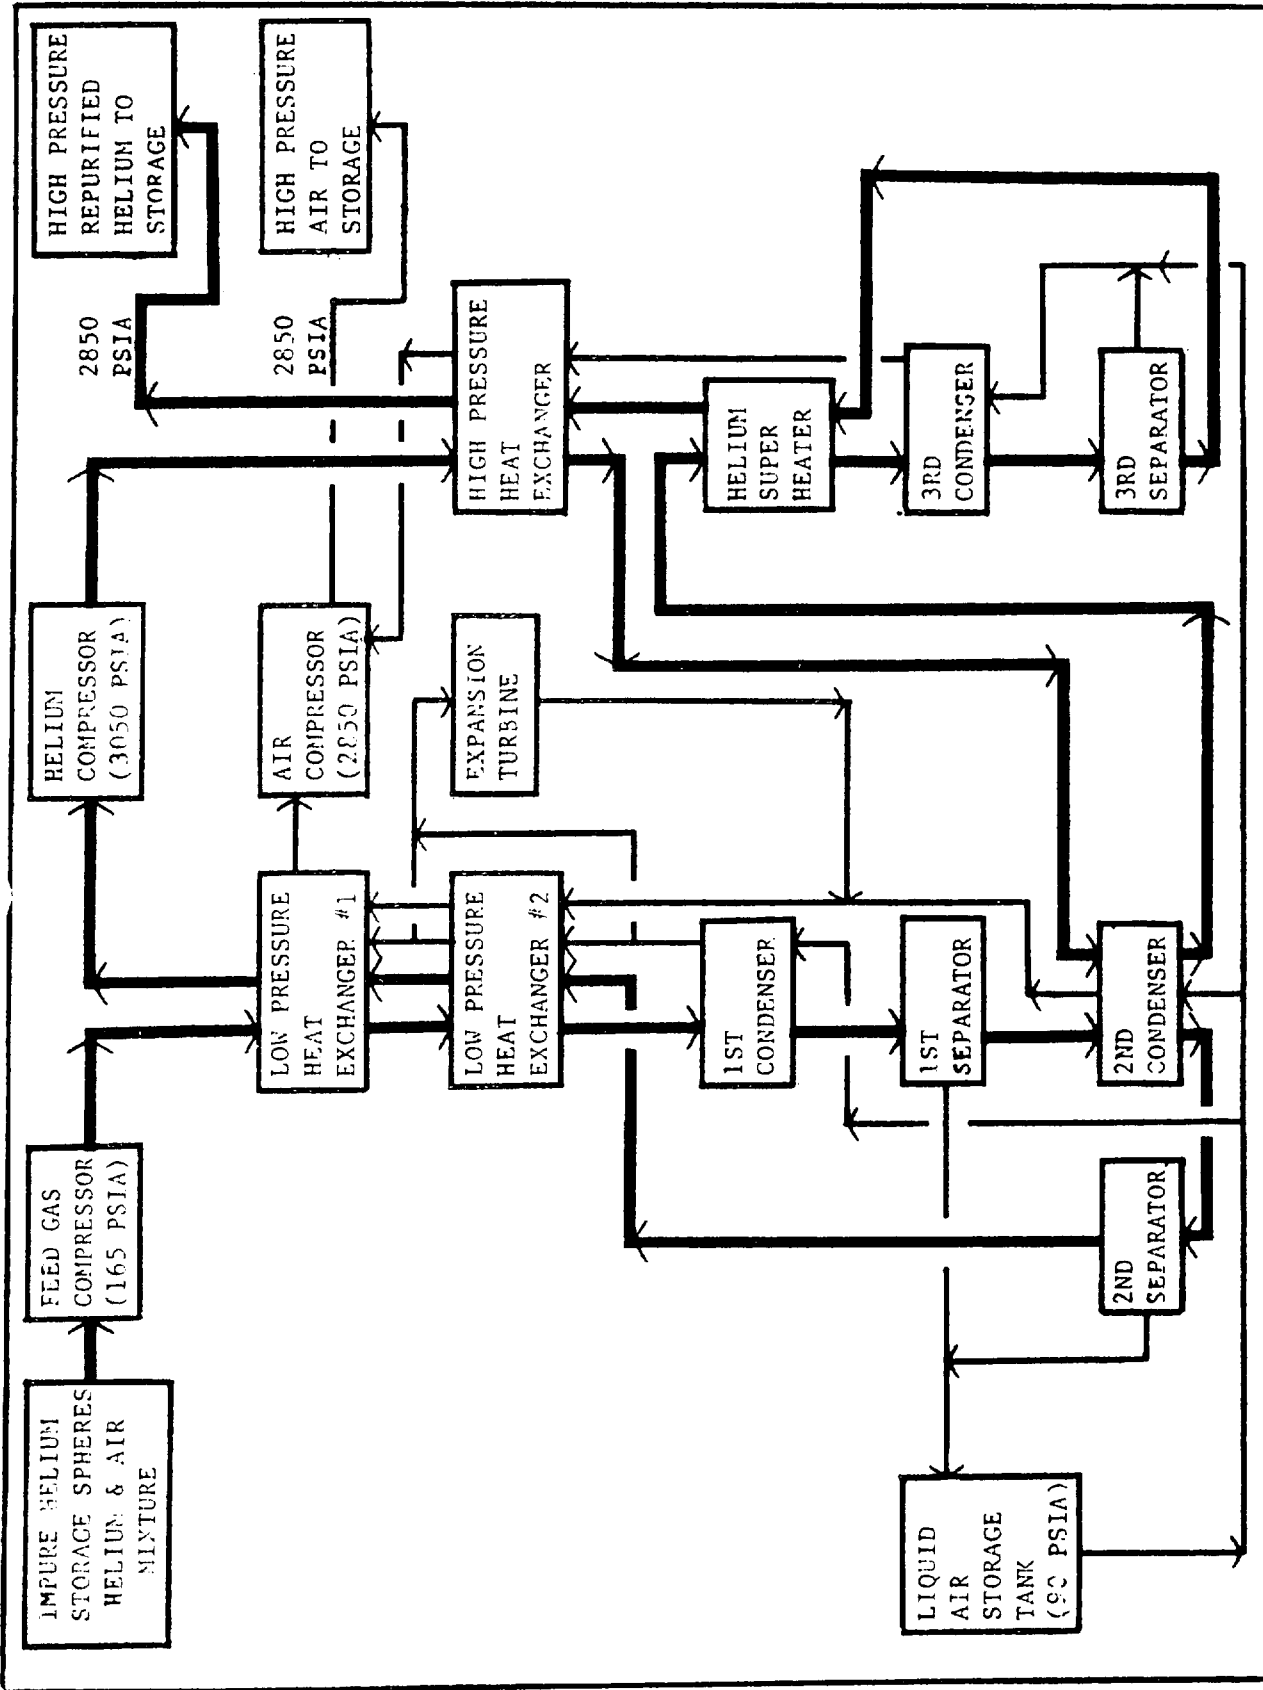 IMPURE HELIUM
STORAGE SPHERES
HELIUM & AIR
MIXTURE
FEED GAS
COMPRESSOR
(165 PSIA)
HELIUM
COMPRESSOR
(3050 PSIA)
2850
PSIA
HIGH PRESSURE
REPURIFIED
HELIUM TO
STORAGE
LOW PRESSURE
HEAT
EXCHANGER #1
AIR
COMPRESSOR
(2850 PSIA)
2850
PSIA
HIGH PRESSURE
AIR TO
STORAGE
LOW PRESSURE
HEAT
EXCHANGER #2
EXPANSION
TURBINE
HIGH PRESSURE
HEAT
EXCHANGER
1ST
CONDENSER
HELIUM
SUPER
HEATER
LIQUID
AIR
STORAGE
TANK
(90 PSIA)
1ST
SEPARATOR
3RD
CONDENSER
2ND
SEPARATOR
2ND
CONDENSER
3RD
SEPARATOR